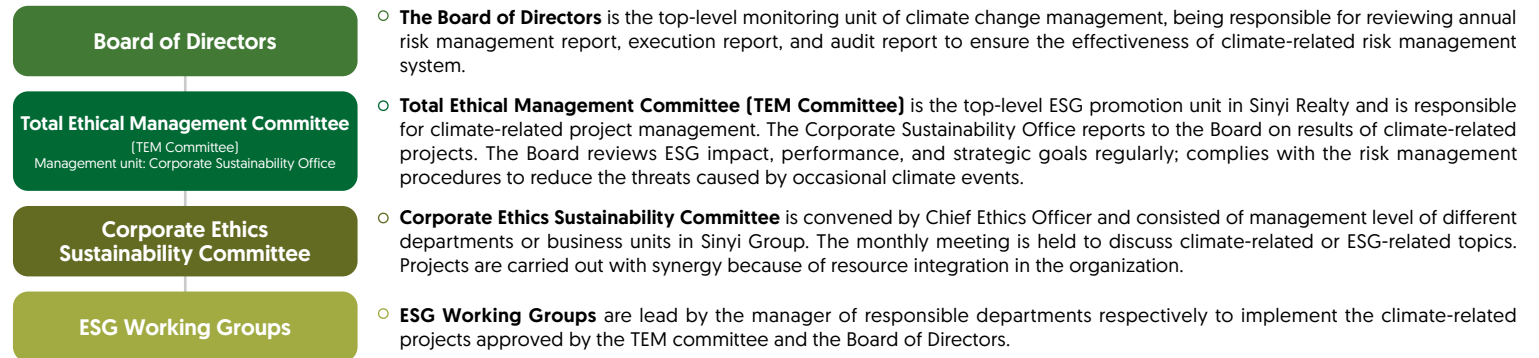 Board of Directors
The Board of Directors is the top-level monitoring unit of climate change management, being responsible for reviewing annual
risk management report, execution report, and audit report to ensure the effectiveness of climate-related risk management
system.
Total Ethical Management Committee
(TEM Committee)
Management unit: Corporate Sustainability Office
Total Ethical Management Committee (TEM Committee) is the top-level ESG promotion unit in Sinyi Realty and is responsible
for climate-related project management. The Corporate Sustainability Office reports to the Board on results of climate-related
projects. The Board reviews ESG impact, performance, and strategic goals regularly; complies with the risk management
procedures to reduce the threats caused by occasional climate events.
Corporate Ethics
Sustainability Committee
Corporate Ethics Sustainability Committee is convened by Chief Ethics Officer and consisted of management level of different
departments or business units in Sinyi Group. The monthly meeting is held to discuss climate-related or ESG-related topics.
Projects are carried out with synergy because of resource integration in the organization.
ESG Working Groups
ESG Working Groups are lead by the manager of responsible departments respectively to implement the climate-related
projects approved by the TEM committee and the Board of Directors.